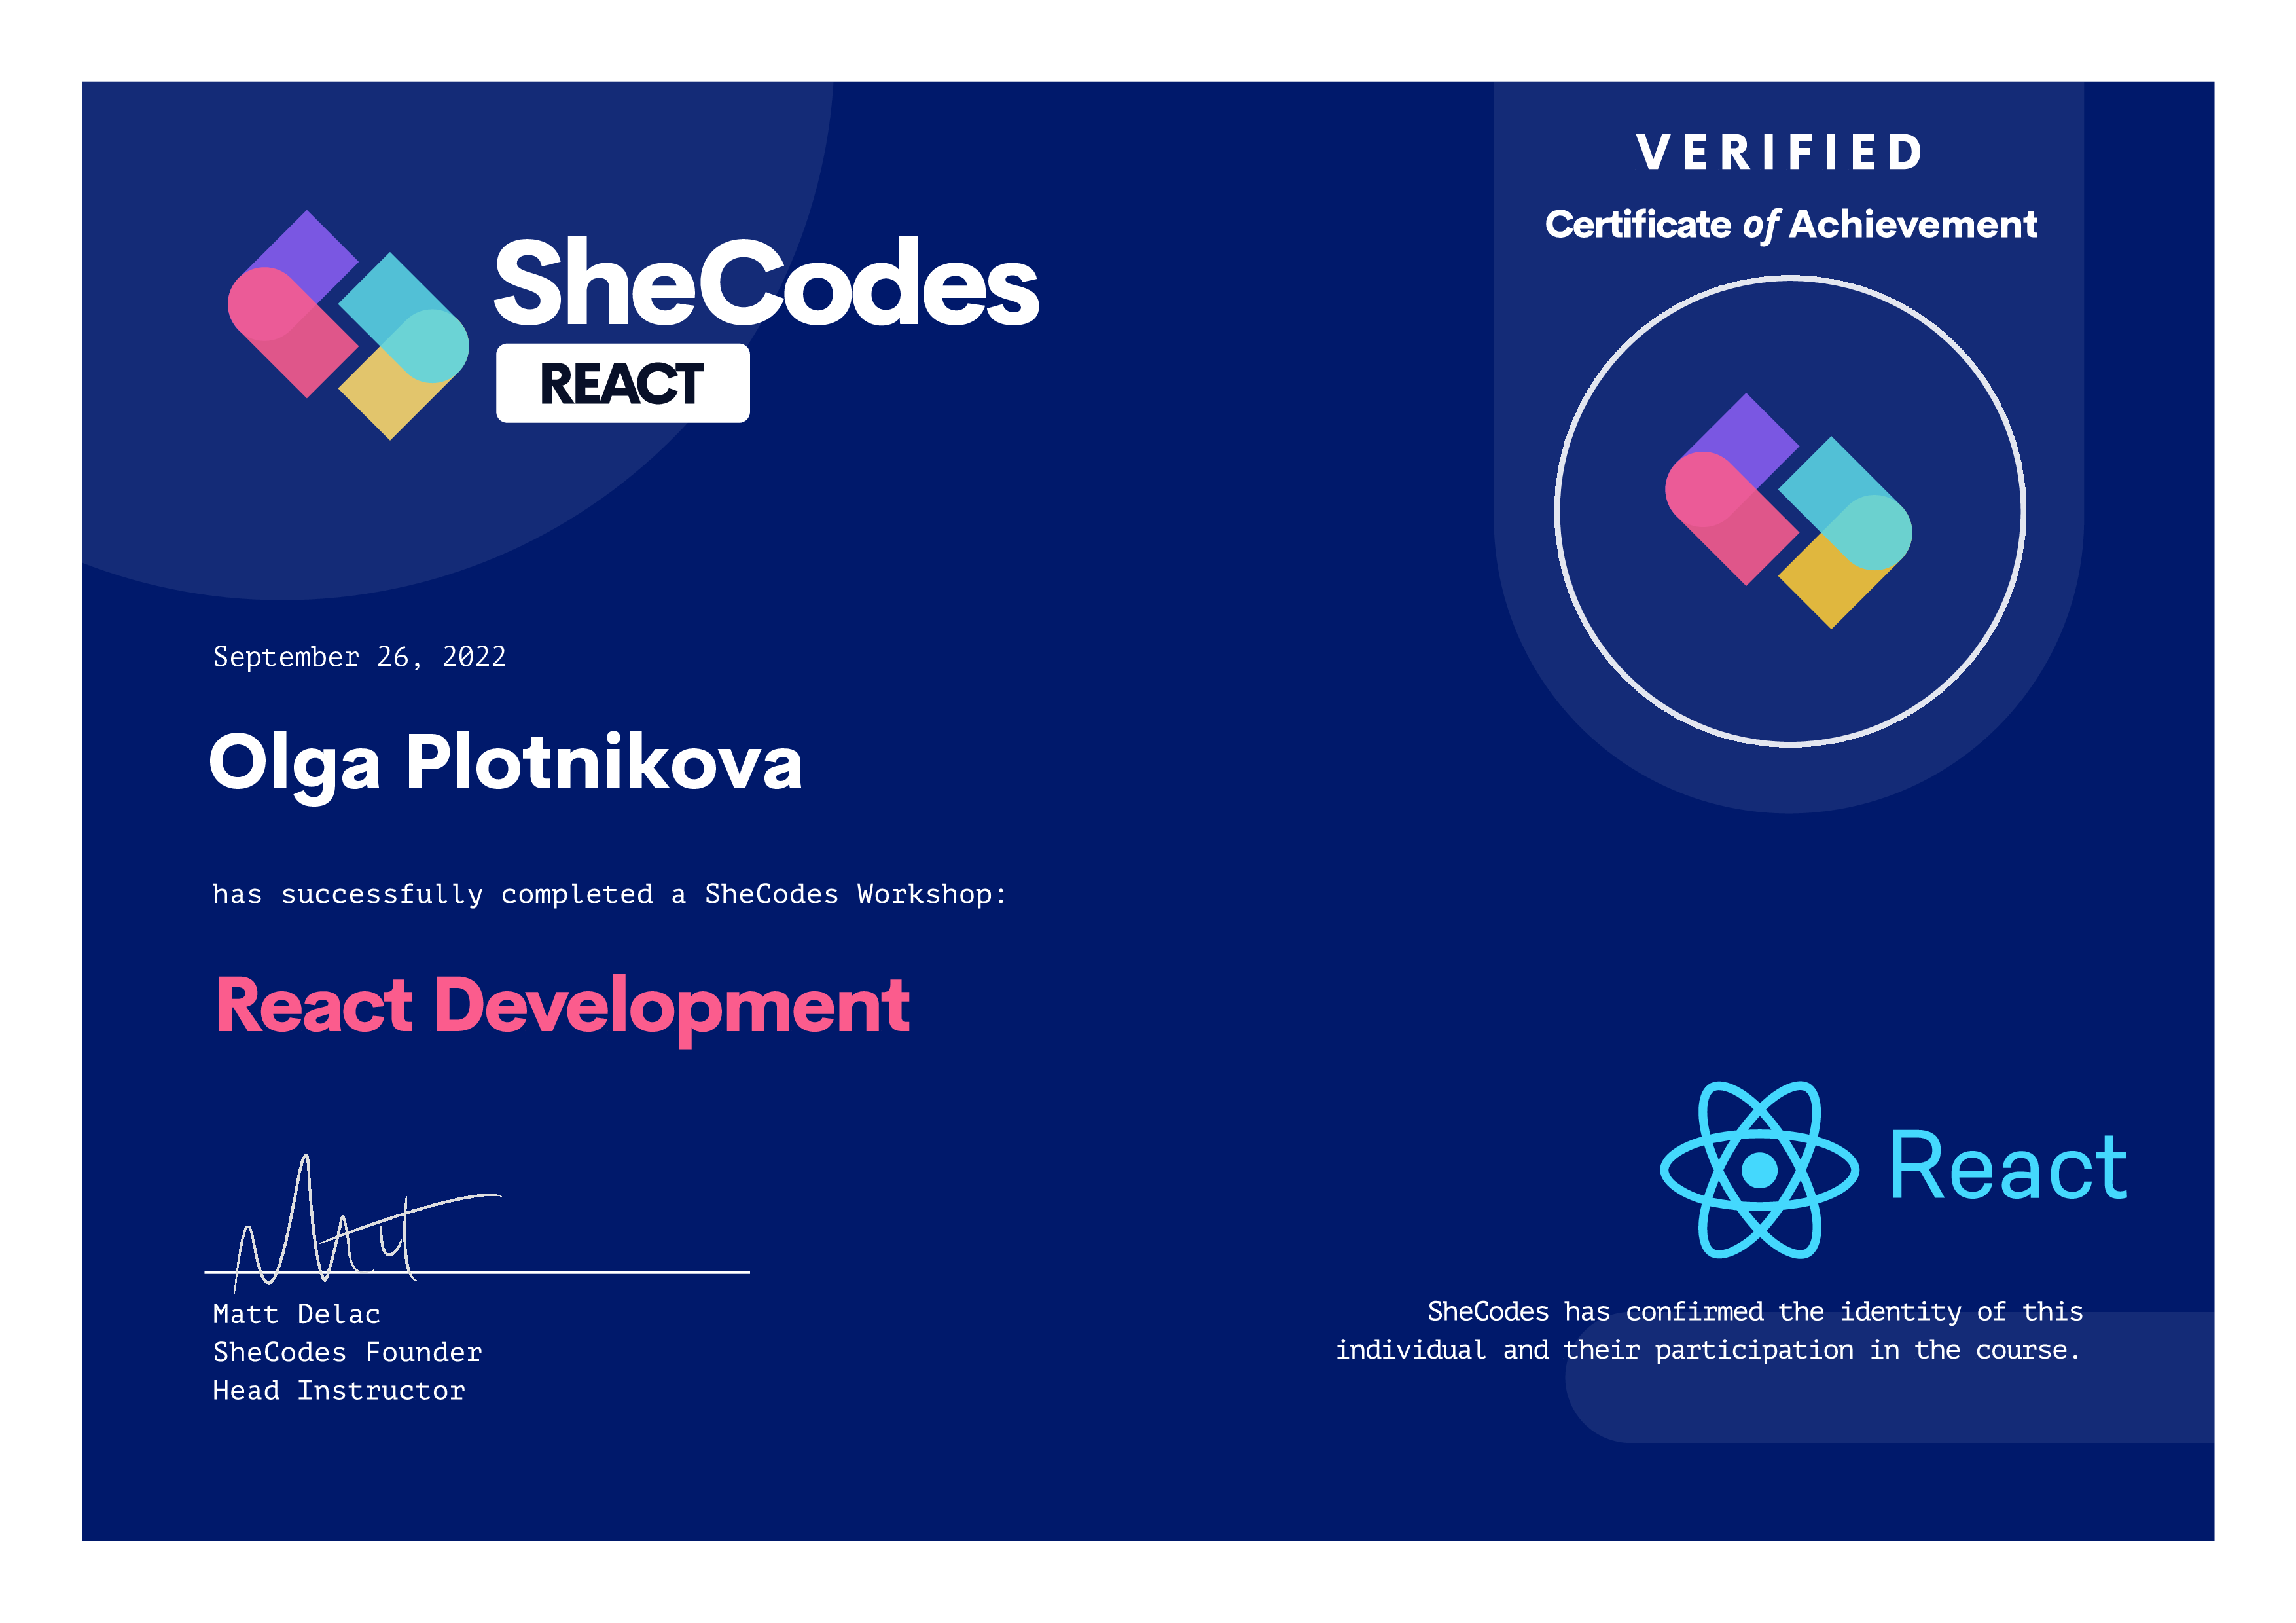 SheCodes
REACT
VERIFIED
Certificate of Achievement
September 26, 2022
Olga Plotnikova
has successfully completed a SheCodes Workshop:
React Development
Matt
Matt Delac
SheCodes Founder
Head Instructor
React
SheCodes has confirmed the identity of this
individual and their participation in the course.